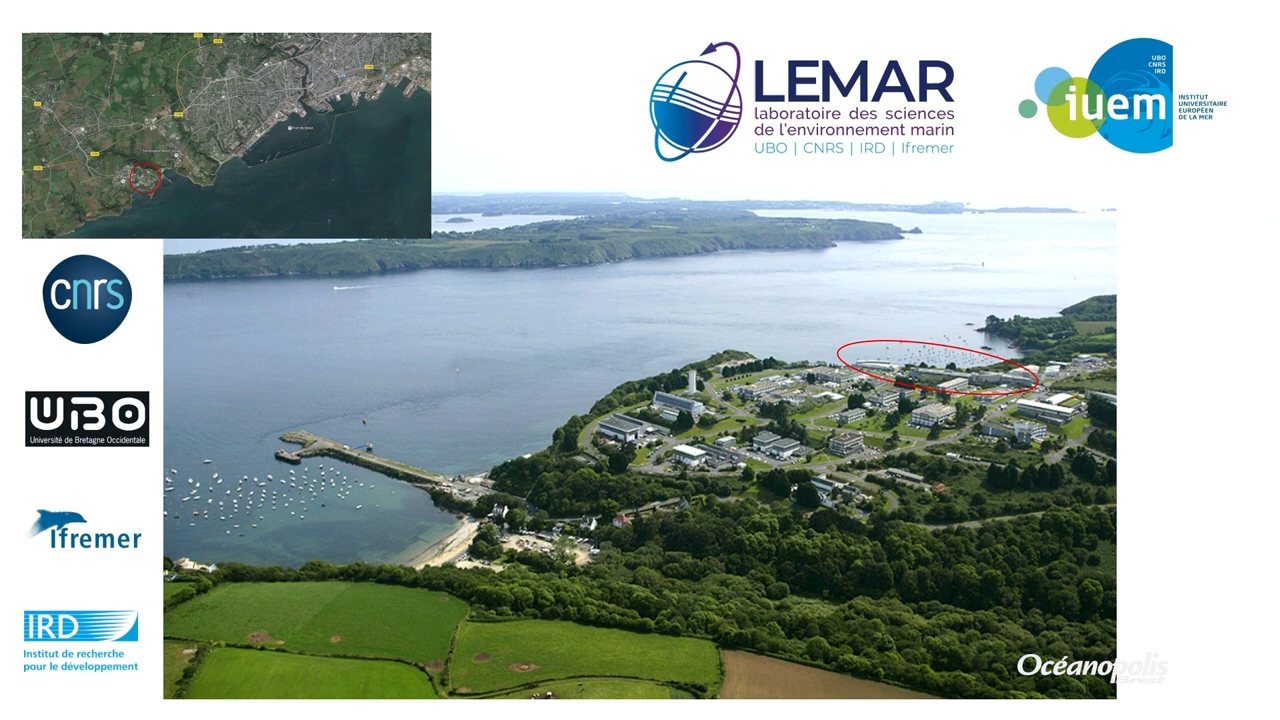 LEMAR
laboratoire des sciences
de l'environnement marin
UBO | CNRS | IRD | Ifremer
UBO
CNRS
IRD
iuem
INSTITUT
UNIVERSITAIRE
EUROPÉEN
DE LA MER
cnrs
UBO
Université de Bretagne Occidentale
Ifremer
IRD
Institut de recherche
pour le développement
Océanopolis
Brest